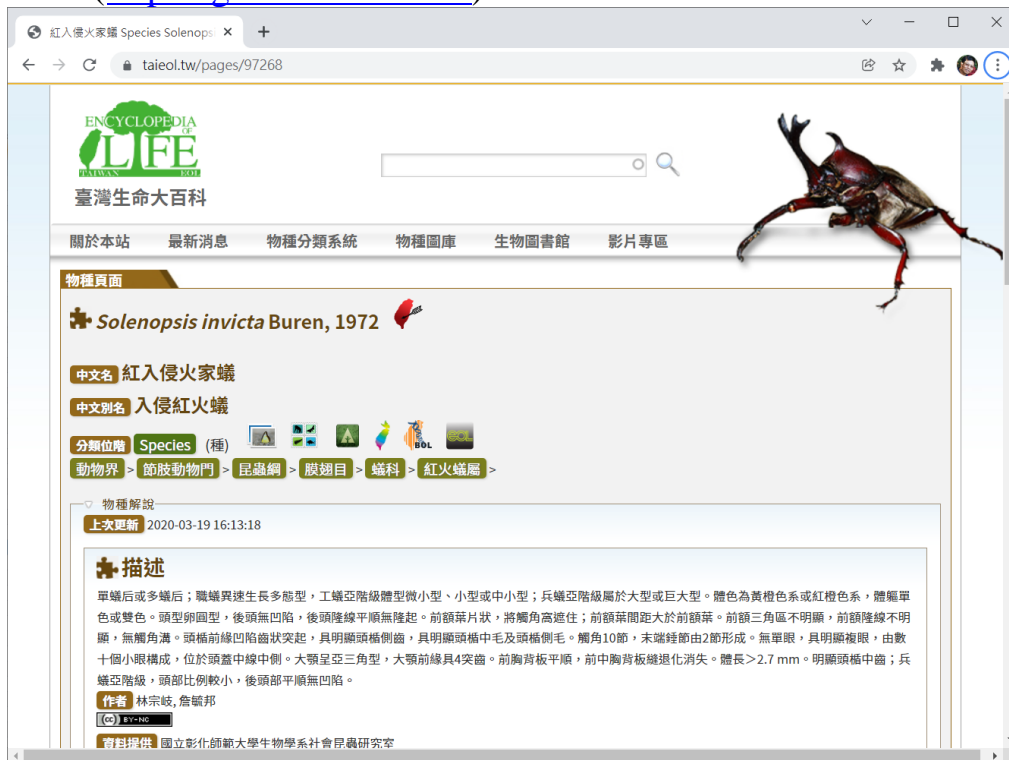 紅入侵火家蟻 Species Solenops
taieol.tw/pages/97268
ENCYCLOPEDIA
OF
LIFE
TAIWAN EOL
臺灣生命大百科
關於本站 最新消息 物種分類系統 物種圖庫 生物圖書館 影片專區
物種頁面
Solenopsis invicta Buren, 1972
中文名 紅入侵火家蟻
中文別名 入侵紅火蟻
分類位階 Species (種)
BOL
eol
動物界 > 節肢動物門 > 昆蟲綱 > 膜翅目 > 蟻科 > 紅火蟻屬 >
物種解說
上次更新 2020-03-19 16:13:18
描述
單蟻后或多蟻后；職蟻異速生長多態型，工蟻亞階級體型微小型、小型或中小型；兵蟻亞階級屬於大型或巨大型。體色為黃橙色系或紅橙色系，體軀單
色或雙色。頭型卵圓型，後頭無凹陷，後頭隆線平順無隆起。前額葉片狀，將觸角窩遮住；前額葉間距大於前額葉。前額三角區不明顯，前額隆線不明
顯，無觸角溝。頭楯前緣凹陷齒狀突起，具明顯頭楯側齒，具明顯頭楯中毛及頭楯側毛。觸角10節，末端錘節由2節形成。無單眼，具明顯複眼，由數
十個小眼構成，位於頭蓋中線中側。大顎呈亞三角型，大顎前緣具4突齒。前胸背板平順，前中胸背板縫退化消失。體長＞2.7 mm。明顯頭楯中齒；兵
蟻亞階級，頭部比例較小，後頭部平順無凹陷。
作者 林宗岐, 詹毓邦
(cc) BY-NC
資料提供 國立彰化師範大學生物學系社會昆蟲研究室